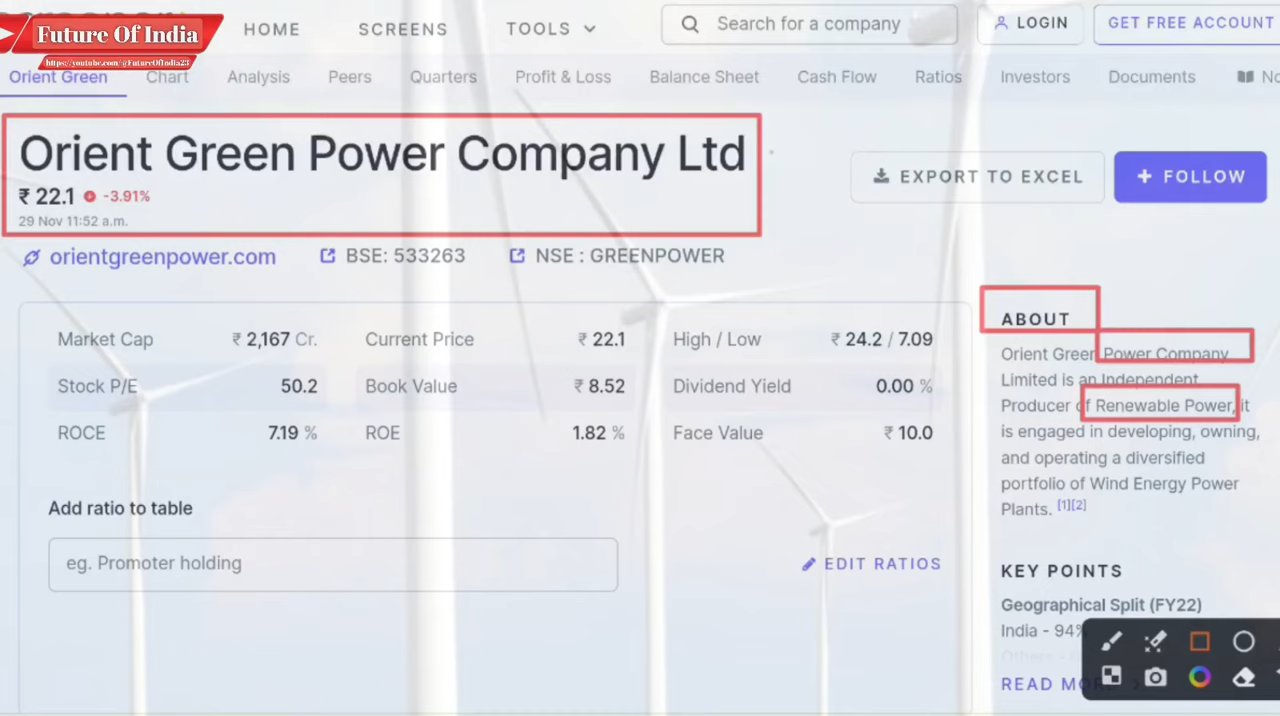 Future Of India
https://youtube.com/@FutureOfIndia23
HOME
SCREENS
TOOLS
Search for a company
LOGIN
GET FREE ACCOUNT
Orient Green
Chart
Analysis
Peers
Quarters
Profit & Loss
Balance Sheet
Cash Flow
Ratios
Investors
Documents
Orient Green Power Company Ltd
₹ 22.1 -3.91%
29 Nov 11:52 a.m.
EXPORT TO EXCEL
+ FOLLOW
orientgreenpower.com
BSE: 533263
NSE : GREENPOWER
Market Cap ₹ 2,167 Cr.
Current Price ₹ 22.1
High / Low ₹ 24.2 / 7.09
Stock P/E 50.2
Book Value ₹ 8.52
Dividend Yield 0.00 %
ROCE 7.19 %
ROE 1.82 %
Face Value ₹ 10.0
Add ratio to table
eg. Promoter holding
EDIT RATIOS
ABOUT
Orient Green Power Company
Limited is an Independent
Producer of Renewable Power, it
is engaged in developing, owning,
and operating a diversified
portfolio of Wind Energy Power
Plants. [1][2]
KEY POINTS
Geographical Split (FY22)
India - 94%
Others -
READ MORE